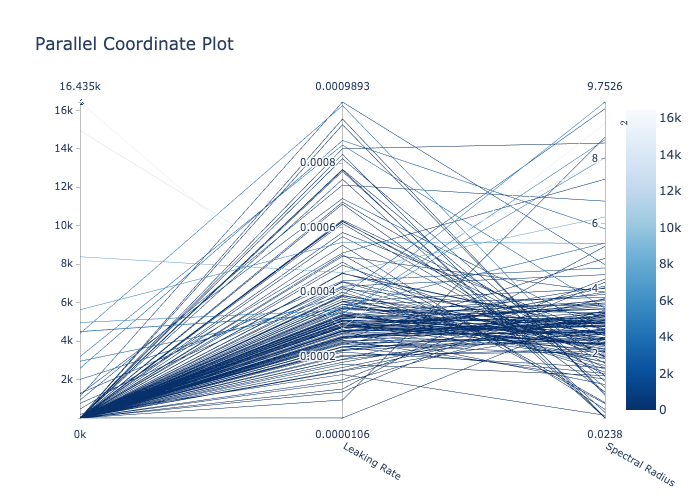 Parallel Coordinate Plot
16.435k 0.0009893 9.7526
16k 16k
2
14k 14k
0.0008 8
12k 12k
10k 0.0006 6 10k
8k 8k
6k 0.0004 4 6k
4k 4k
0.0002 2
2k 2k
0
0k 0.0000106 0.0238
Leaking Rate Spectral Radius